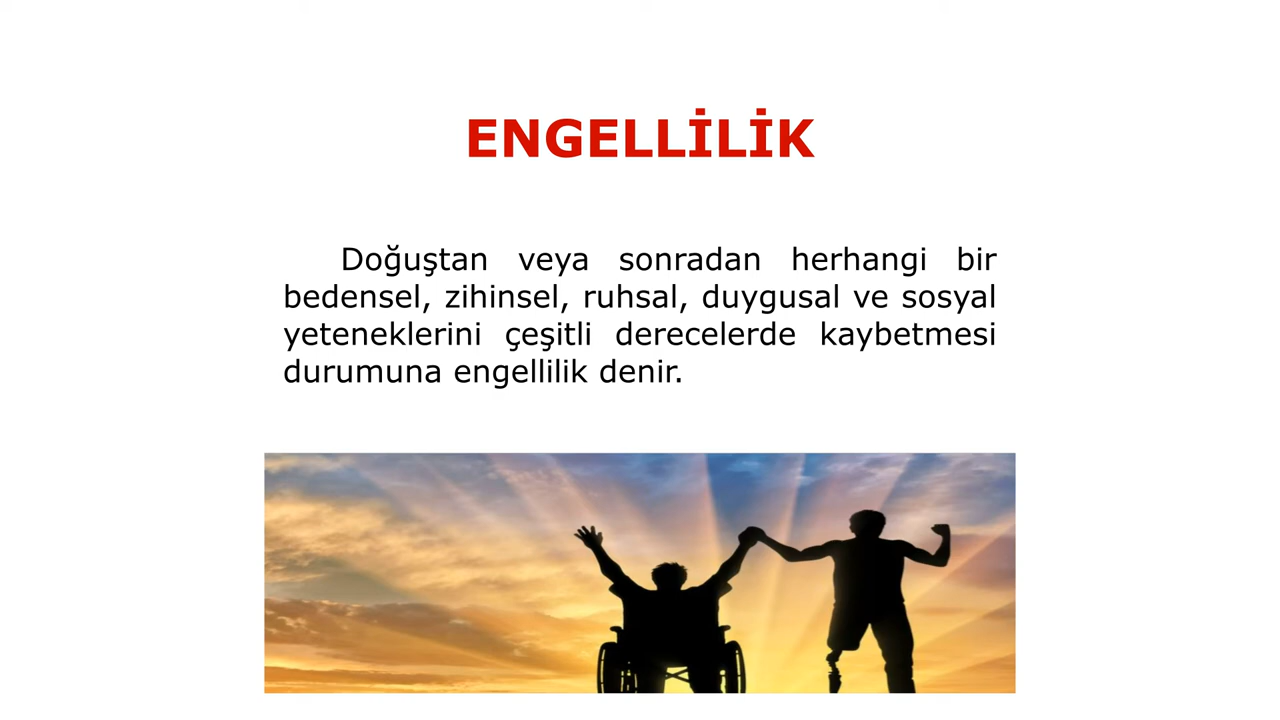 ENGELLİLİK
Doğuştan veya sonradan herhangi bir
bedensel, zihinsel, ruhsal, duygusal ve sosyal
yeteneklerini çeşitli derecelerde kaybetmesi
durumuna engellilik denir.